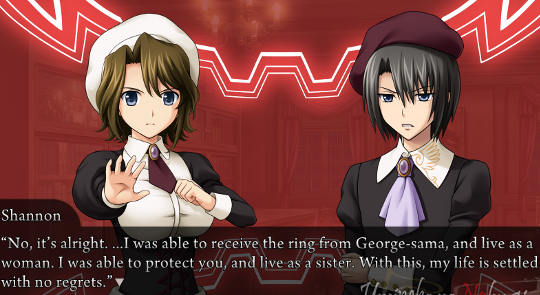 Shannon
“No, it’s alright. ...I was able to receive the ring from George-sama, and live as a
woman. I was able to protect you, and live as a sister. With this, my life is settled
with no regrets.”